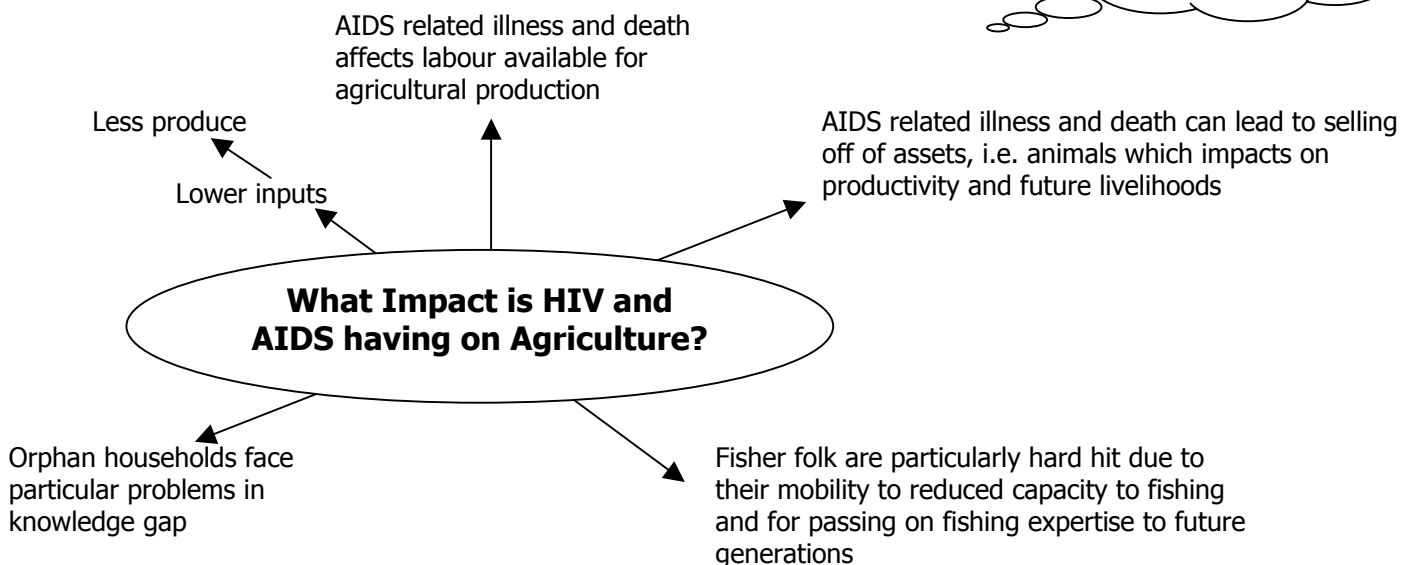 AIDS related illness and death
affects labour available for
agricultural production
Less produce
Lower inputs
AIDS related illness and death can lead to selling
off of assets, i.e. animals which impacts on
productivity and future livelihoods
What Impact is HIV and
AIDS having on Agriculture?
Orphan households face
particular problems in
knowledge gap
Fisher folk are particularly hard hit due to
their mobility to reduced capacity to fishing
and for passing on fishing expertise to future
generations